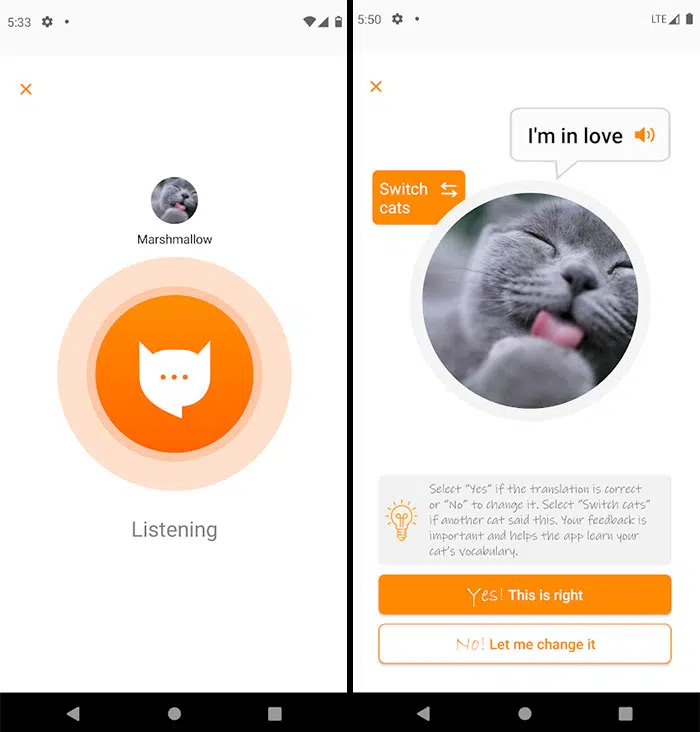 5:33
Marshmallow
Listening
5:50
LTE
I'm in love
Switch
cats
Select "Yes" if the translation is correct
or "No" to change it. Select "Switch cats"
if another cat said this. Your feedback is
important and helps the app learn your
cat's vocabulary.
Yes! This is right
No! Let me change it